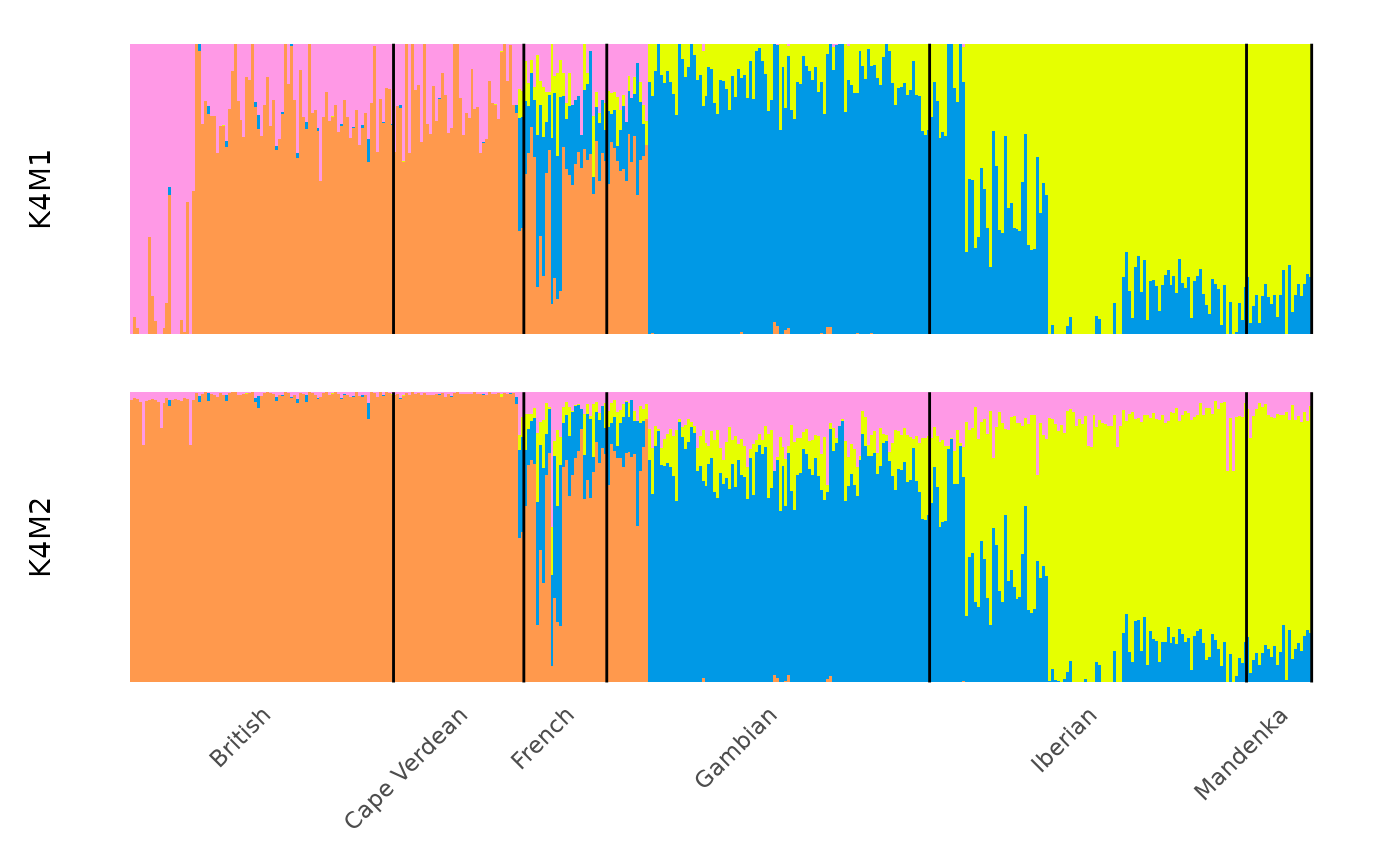 K4M1
K4M2
British
Cape Verdean
French
Gambian
Iberian
Mandenka